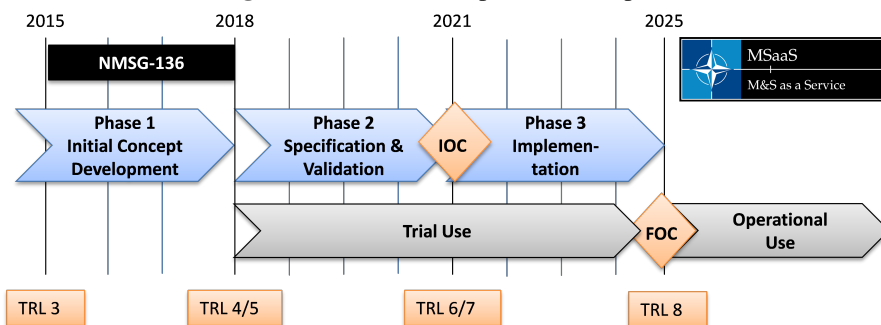 2015 2018 2021 2025
NMSG-136
MSaaS
M&S as a Service
Phase 1
Initial Concept
Development
Phase 2
Specification &
Validation
IOC
Phase 3
Implemen-
tation
Trial Use
FOC
Operational
Use
TRL 3
TRL 4/5
TRL 6/7
TRL 8